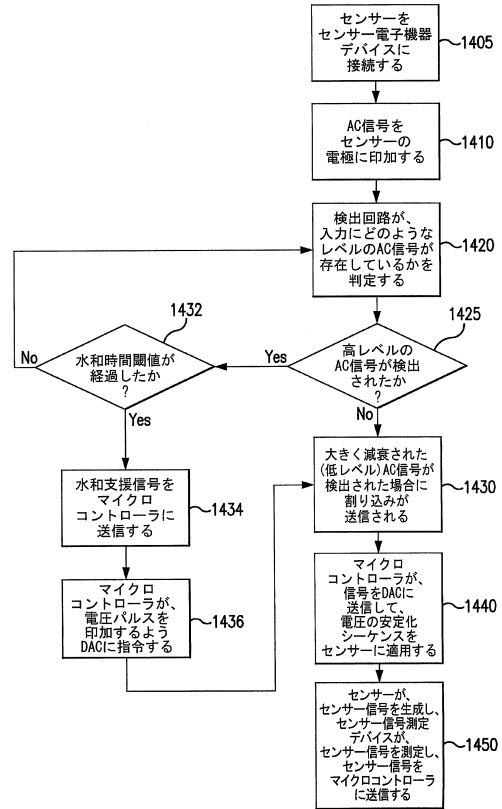 センサーを
センサー電子機器
デバイスに
接続する
1405
AC信号を
センサーの
電極に印加する
1410
検出回路が、
入力にどのような
レベルのAC信号が
存在しているかを
判定する
1420
1425
高レベルの
AC信号が検出
されたか
?
Yes
No
1432
水和時間閾値が
経過したか
?
No
Yes
水和支援信号を
マイクロ
コントローラに
送信する
1434
マイクロ
コントローラが、
電圧パルスを
印加するよう
DACに指令する
1436
大きく減衰された
(低レベル)AC信号が
検出された場合に
割り込みが
送信される
1430
マイクロ
コントローラが、
信号をDACに
送信して、
電圧の安定化
シーケンスを
センサーに適用する
1440
センサーが、
センサー信号を生成し、
センサー信号測定
デバイスが、
センサー信号を測定し、
センサー信号を
マイクロコントローラ
に送信する
1450